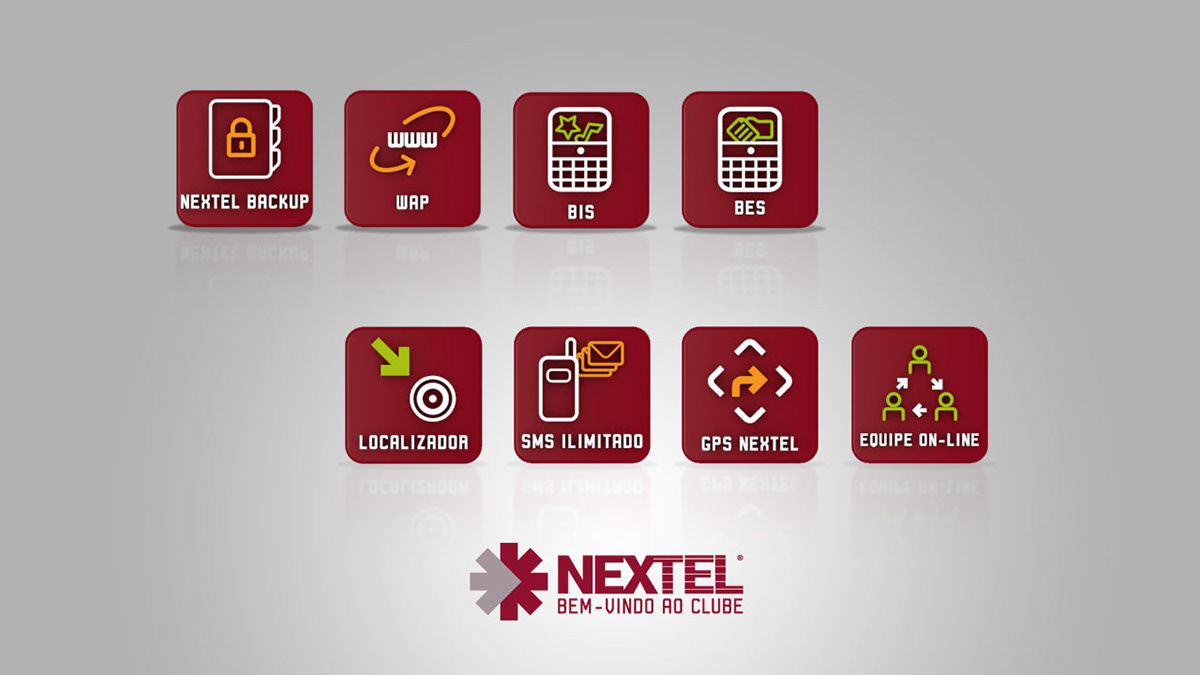 NEXTEL BACKUP
WWW
WAP
BIS
BES
LOCALIZADOR
SMS ILIMITADO
GPS NEXTEL
EQUIPE ON-LINE
NEXTEL®
BEM-VINDO AO CLUBE